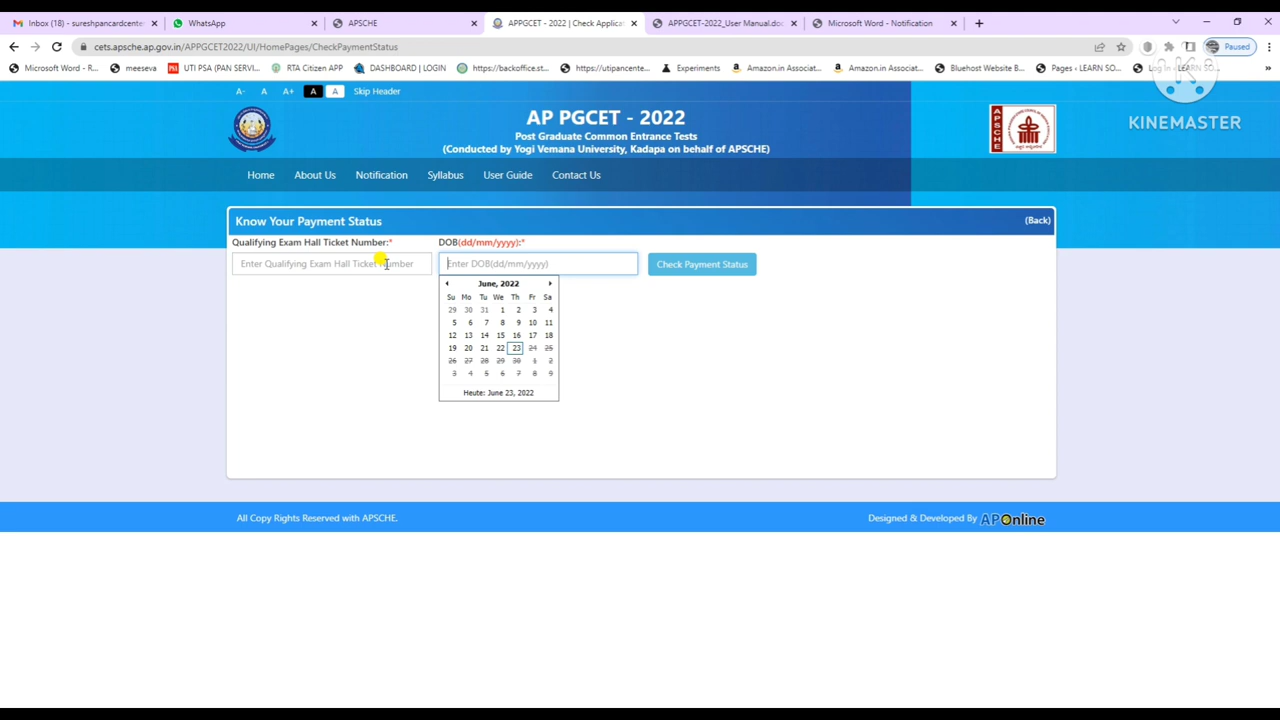 Inbox (18) - sureshpancardcenter
WhatsApp
APSCHE
APPGCET - 2022 | Check Applica
APPGCET-2022_User Manual.doc
Microsoft Word - Notification
cets.apsche.ap.gov.in/APPGCET2022/UI/HomePages/CheckPaymentStatus
Paused
Microsoft Word - R...
meeseva
UTI PSA (PAN SERVI...
RTA Citizen APP
DASHBOARD | LOGIN
https://backoffice.st...
https://utipancente...
Experiments
Amazon.in Associat...
Amazon.in Associat...
Bluehost Website B...
Pages ‹ LEARN SO...
Log In ‹ LEARN SO...
»
A- A A+ A A Skip Header
AP PGCET - 2022
Post Graduate Common Entrance Tests
(Conducted by Yogi Vemana University, Kadapa on behalf of APSCHE)
APSCHE
KINEMASTER
Home About Us Notification Syllabus User Guide Contact Us
Know Your Payment Status
(Back)
Qualifying Exam Hall Ticket Number:*
DOB(dd/mm/yyyy):*
Enter Qualifying Exam Hall Ticket Number
Enter DOB(dd/mm/yyyy)
Check Payment Status
June, 2022
Su Mo Tu We Th Fr Sa
29 30 31 1 2 3 4
5 6 7 8 9 10 11
12 13 14 15 16 17 18
19 20 21 22 23 24 25
26 27 28 29 30 1 2
3 4 5 6 7 8 9
Heute: June 23, 2022
All Copy Rights Reserved with APSCHE.
Designed & Developed By APOnline